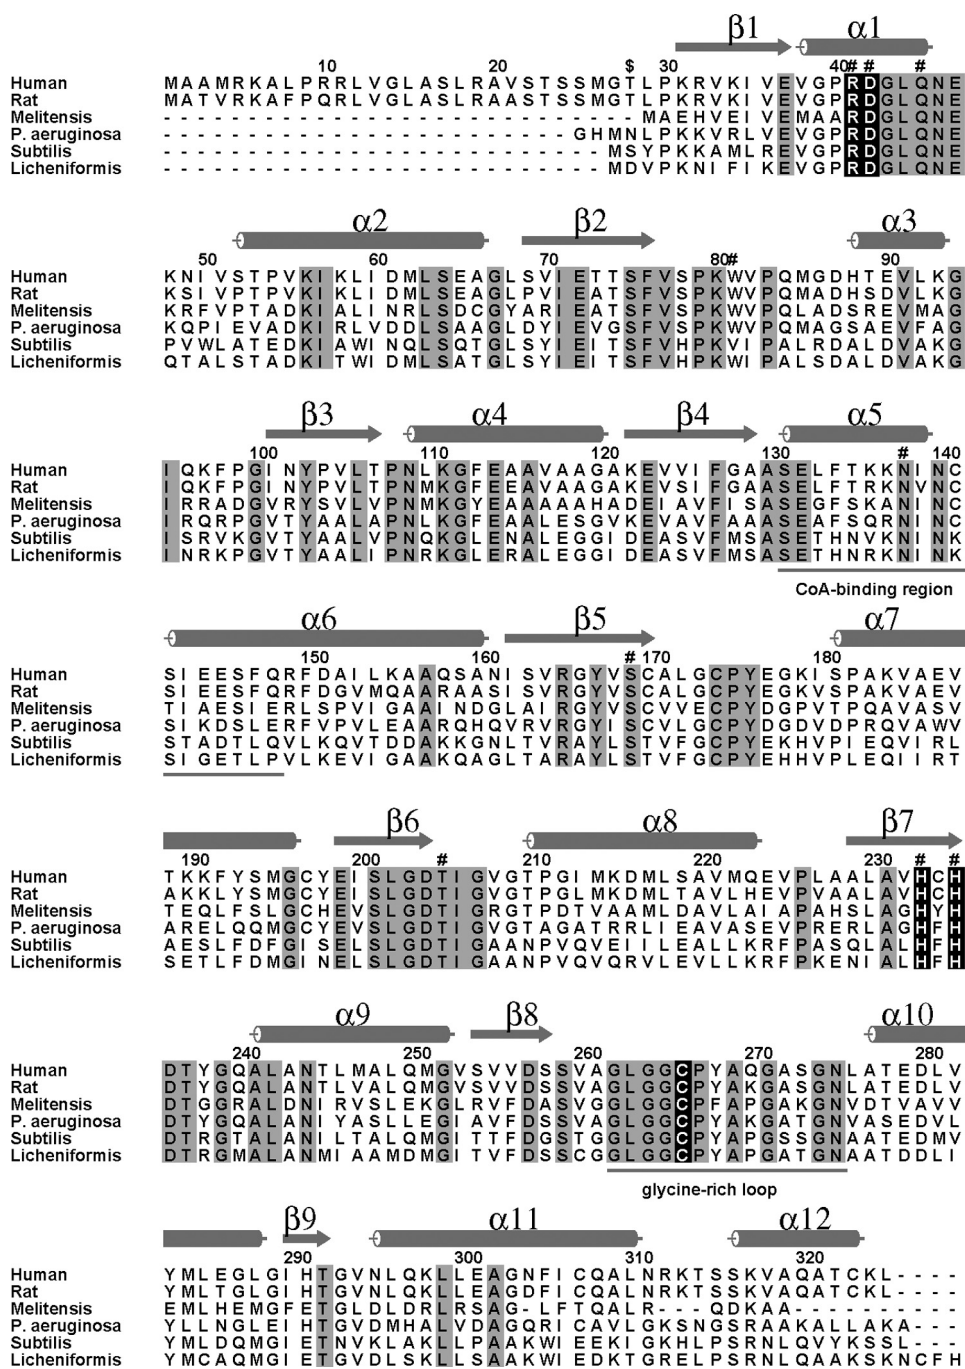 β1 α1
10 20 $ 30 40 # # #
Human MAAMRKALPRRLVGLASLRAVSTSSMGTLPKRVKIVEVGPRDGLQNE
Rat MATVRKAFPQRLVGLASLRAASTSSMGTLPKRVKIVEVGPRDGLQNE
Melitensis ----------------------------MAEHVEIVEMAARDGLQNE
P. aeruginosa ------------------------GHMNLPKKVRLVEVGPRDGLQNE
Subtilis --------------------------MSYPKKAMLREVGPRDGLQNE
Licheniformis --------------------------MDVPKNIFIKEVGPRDGLQNE
α2 β2 α3
50 60 70 80 # 90
Human KNIVSTPVKIKLIDMLSEAGLSVIETTSFVSPKWVPQMGDHTEVLKG
Rat KSIVPTPVKIKLIDMLSEAGLPVIEATSFVSPKWVPQMADHSDVLKG
Melitensis KRFVPTADKIALINRLSDCGYARIEATSFVSPKWVPQLADSREVMAG
P. aeruginosa KQPIEVADKIRLVDDLSAAGLDYIEVGSFVSPKWVPQMAGSAEVFAG
Subtilis PVWLATEDKIAWINQLSQTGLSYIEITSFVHPKWIPALRDALDVAKG
Licheniformis QTALSTADKITWIDMLSATGLSYIEITSFVHPKWIPALSDALDVAKG
β3 α4 β4 α5
100 110 120 130 # 140
Human IQKFPGINYPVLTPNLKGFEAAVAAGAKEVVIFGAASELFTKKNINC
Rat IQKFPGINYPVLTPNMKGFEEAVAAGAKEVSIFGAASELFTRKNVNC
Melitensis IRRADGVRYSVLVPNMKGYEAAAAAHADEIAVFISASEGFSKANINC
P. aeruginosa IRQRPGVTYAALAPNLKGFEAALESGVKEVAVFAAASEAFSQRNINC
Subtilis ISRVKGVTYAALVPNQKGLENALEGGIDEASVFMSASETHNRKNINK
Licheniformis INRKPGVTYAALIPNRKGLERALEGGIDEASVFMSASETHNVKNINK
CoA-binding region
α6 β5 α7
150 160 # 170 180
Human SIEESFQRFDAILKAAQSANISVRGYVSCALGCPYEGKISPAKVAEV
Rat SIEESFQRFDGVMQAARAASISVRGYVSCALGCPYEGKVSPAKVAEV
Melitensis TIAESIERLSPVIGAAINDGLAIRGYVSCVVECPYDGPVTPQAVASV
P. aeruginosa SIKDSLERFVPVLEAARQHQVRVRGYISCVLGCPYDGDVDPRQVAWV
Subtilis STADTLQVLKQVTDDAKKGNLTVRAYLSTVFGCPYEKHVPIEQVIRL
Licheniformis SIGETLPVLKEVIGAAKQAGLTARAYLSTVFGCPYEHHVPLEQIIRT
β6 α8 β7
190 200 # 210 220 230 # #
Human TKKFYSMGCYEISLGDTIGVGTPGIMKDMLSAVMQEVPLAALAVHCH
Rat AKKLYSMGCYEISLGDTIGVGTPGLMKDMLTAVLHEVPVAALAVHCH
Melitensis TEQLFSLGCHEVSLGDTIGRGTPDTVAAMLDAVLAIAPAHSLAGHYH
P. aeruginosa ARELQQMGCYEVSLGDTIGVGTAGATRRLIEAVASEVPRERLAGHFH
Subtilis AESLFDFGISELSLGDTIGAANPVQVEIILEALLKRFPASQLALHFH
Licheniformis SETLFDMGINELSLGDTIGAANPVQVQRVLEVLLKRFPKENIALHFH
α9 β8 α10
240 250 260 270 280
Human DTYGQALANTLMALQMGVSVVDSSVAGLGGCPYAQGASGNLATEDLV
Rat DTYGQALANTLVALQMGVSVVDSSVAGLGGCPYAKGASGNLATEDLV
Melitensis DTGGRALDNIRVSLEKGLRVFDASVGGLGGCPFAPGAKGNVDTVAVV
P. aeruginosa DTYGQALANIYASLLEGIAVFDSSVAGLGGCPYAKGATGNVASEDVL
Subtilis DTRGTALANILTALQMGITTFDGSTGGLGGCPYAPGSSGNAATEDMV
Licheniformis DTRGMALANMIAAMDMGITVFDSSCGGLGGCPYAPGATGNAATDDLI
glycine-rich loop
β9 α11 α12
290 300 310 320
Human YMLEGLGIHTGVNLQKLLEAGNFICQALNRKTSSKVAQATCKL----
Rat YMLTGLGIHTGVNLQKLLEAGDFICQALNRKTSSKVAQATCKL----
Melitensis EMLHEMGFETGLDLDRLRSAG-LFTQALR---QDKAA----------
P. aeruginosa YLLNGLEIHTGVDMHALVDAGQRICAVLGKSNGSRAAKALLAKA---
Subtilis YMLDQMGIETNVKLAKLLPAAKWIEEKIGKHLPSRNLQVYKSSL---
Licheniformis YMCAQMGIETGVDLSKLLSAAKWIEDKTGRELPSRNLQAAKSKNCFH